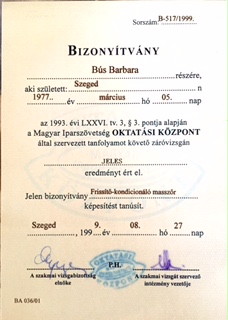 Sorszám: B-517/1999.
BIZONYÍTVÁNY
Bús Barbara részére,
aki született: Szeged n
1977.. év március hó 05. nap
az 1993. évi LXXVI. tv. 3, § 3. pontja alapján
a Magyar Iparszövetség OKTATÁSI KÖZPONT
által szervezett tanfolyamot követő záróvizsgán
JELES
eredményt ért el.
Jelen bizonyítvány Frissítő-kondicionáló masszőr
képesítést tanúsít.
Szeged , 199 9. év 08. hó 27 nap
P.H.
OKTATÁSI
A szakmai vizsgabizottság elnöke
A szakmai vizsgát szervező intézmény vezetője
BA 036/01